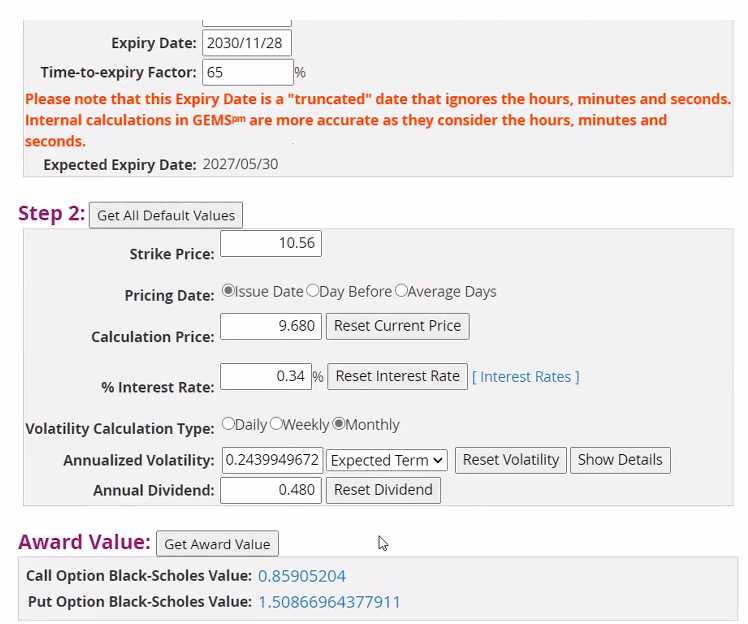 Expiry Date: 2030/11/28
Time-to-expiry Factor: 65 %
Please note that this Expiry Date is a "truncated" date that ignores the hours, minutes and seconds.
Internal calculations in GEMSpm are more accurate as they consider the hours, minutes and
seconds.
Expected Expiry Date: 2027/05/30
Step 2: Get All Default Values
Strike Price: 10.56
Pricing Date: Issue Date Day Before Average Days
Calculation Price: 9.680 Reset Current Price
% Interest Rate: 0.34 % Reset Interest Rate [ Interest Rates ]
Volatility Calculation Type: Daily Weekly Monthly
Annualized Volatility: 0.2439949672 Expected Term Reset Volatility Show Details
Annual Dividend: 0.480 Reset Dividend
Award Value: Get Award Value
Call Option Black-Scholes Value: 0.85905204
Put Option Black-Scholes Value: 1.50866964377911